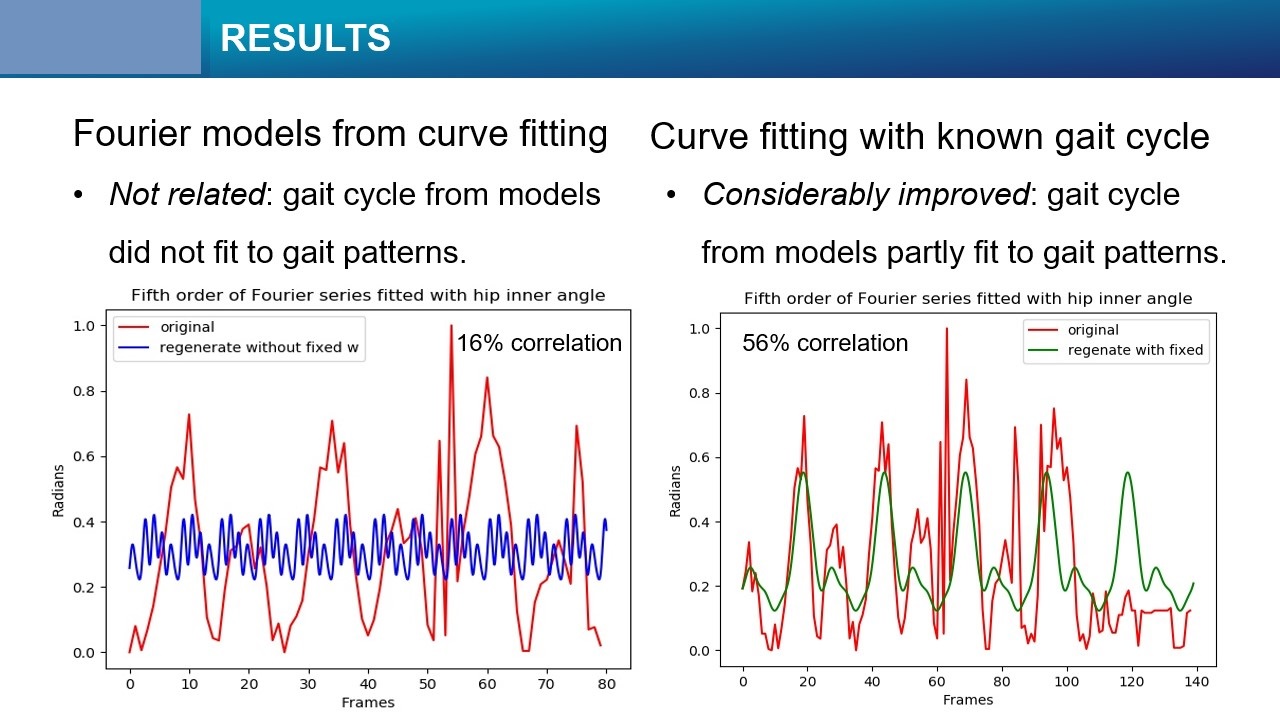 RESULTS
Fourier models from curve fitting
• Not related: gait cycle from models
did not fit to gait patterns.
Fifth order of Fourier series fitted with hip inner angle
original
regenerate without fixed w
16% correlation
1.0
0.8
0.6
0.4
0.2
0.0
Radians
0 10 20 30 40 50 60 70 80
Frames
Curve fitting with known gait cycle
• Considerably improved: gait cycle
from models partly fit to gait patterns.
Fifth order of Fourier series fitted with hip inner angle
56% correlation
original
regenate with fixed
1.0
0.8
0.6
0.4
0.2
0.0
Radians
0 20 40 60 80 100 120 140
Frames